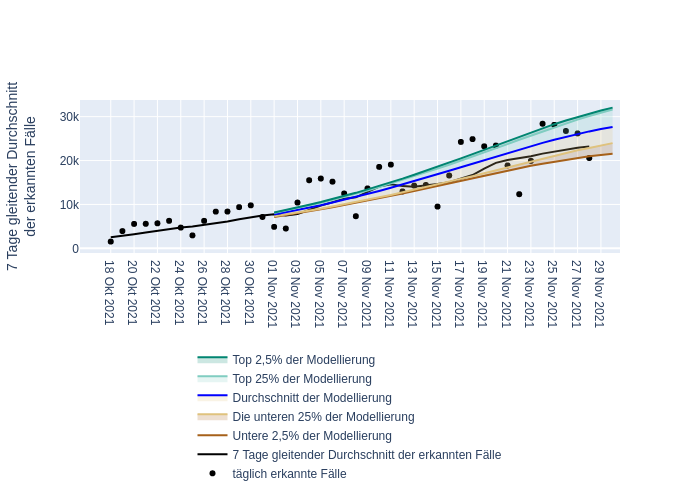 7 Tage gleitender Durchschnitt
der erkannten Fälle
30k
20k
10k
0
18 Okt 2021
20 Okt 2021
22 Okt 2021
24 Okt 2021
26 Okt 2021
28 Okt 2021
30 Okt 2021
01 Nov 2021
03 Nov 2021
05 Nov 2021
07 Nov 2021
09 Nov 2021
11 Nov 2021
13 Nov 2021
15 Nov 2021
17 Nov 2021
19 Nov 2021
21 Nov 2021
23 Nov 2021
25 Nov 2021
27 Nov 2021
29 Nov 2021
Top 2,5% der Modellierung
Top 25% der Modellierung
Durchschnitt der Modellierung
Die unteren 25% der Modellierung
Untere 2,5% der Modellierung
7 Tage gleitender Durchschnitt der erkannten Fälle
täglich erkannte Fälle